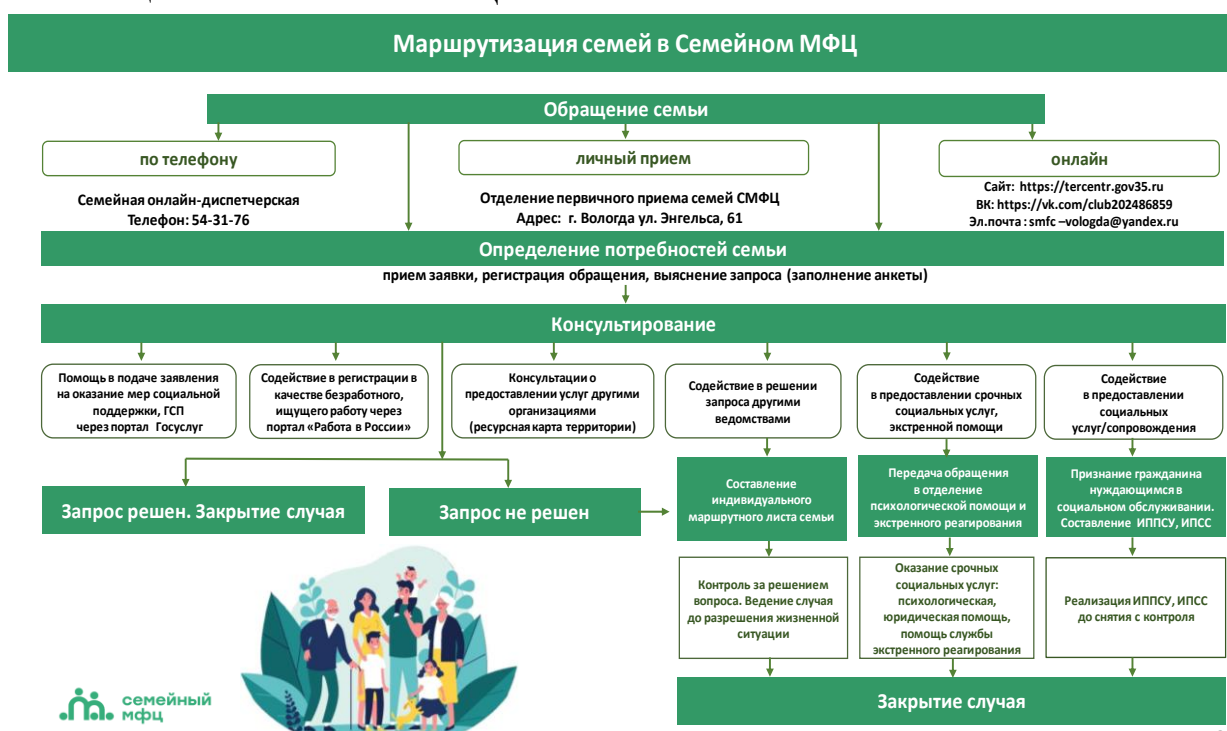 Маршрутизация семей в Семейном МФЦ
Обращение семьи
по телефону
Семейная онлайн-диспетчерская
Телефон: 54-31-76
личный прием
Отделение первичного приема семей СМФЦ
Адрес: г. Вологда ул. Энгельса, 61
онлайн
Сайт: https://tercentr.gov35.ru
ВК: https://vk.com/club202486859
Эл.почта : smfc –vologda@yandex.ru
Определение потребностей семьи
прием заявки, регистрация обращения, выяснение запроса (заполнение анкеты)
Консультирование
Помощь в подаче заявления
на оказание мер социальной
поддержки, ГСП
через портал Госуслуг
Содействие в регистрации в
качестве безработного,
ищущего работу через
портал «Работа в России»
Консультации о
предоставлении услуг другими
организациями
(ресурсная карта территории)
Содействие в решении
запроса другими
ведомствами
Содействие
в предоставлении срочных
социальных услуг,
экстренной помощи
Содействие
в предоставлении
социальных
услуг/сопровождения
Запрос решен. Закрытие случая
Запрос не решен
Составление
индивидуального
маршрутного листа семьи
Передача обращения
в отделение
психологической помощи и
экстренного реагирования
Признание гражданина
нуждающимся в
социальном обслуживании.
Составление ИППСУ, ИПСС
Контроль за решением
вопроса. Ведение случая
до разрешения жизненной
ситуации
Оказание срочных
социальных услуг:
психологическая,
юридическая помощь,
помощь службы
экстренного реагирования
Реализация ИППСУ, ИПСС
до снятия с контроля
Закрытие случая
семейный
мфц